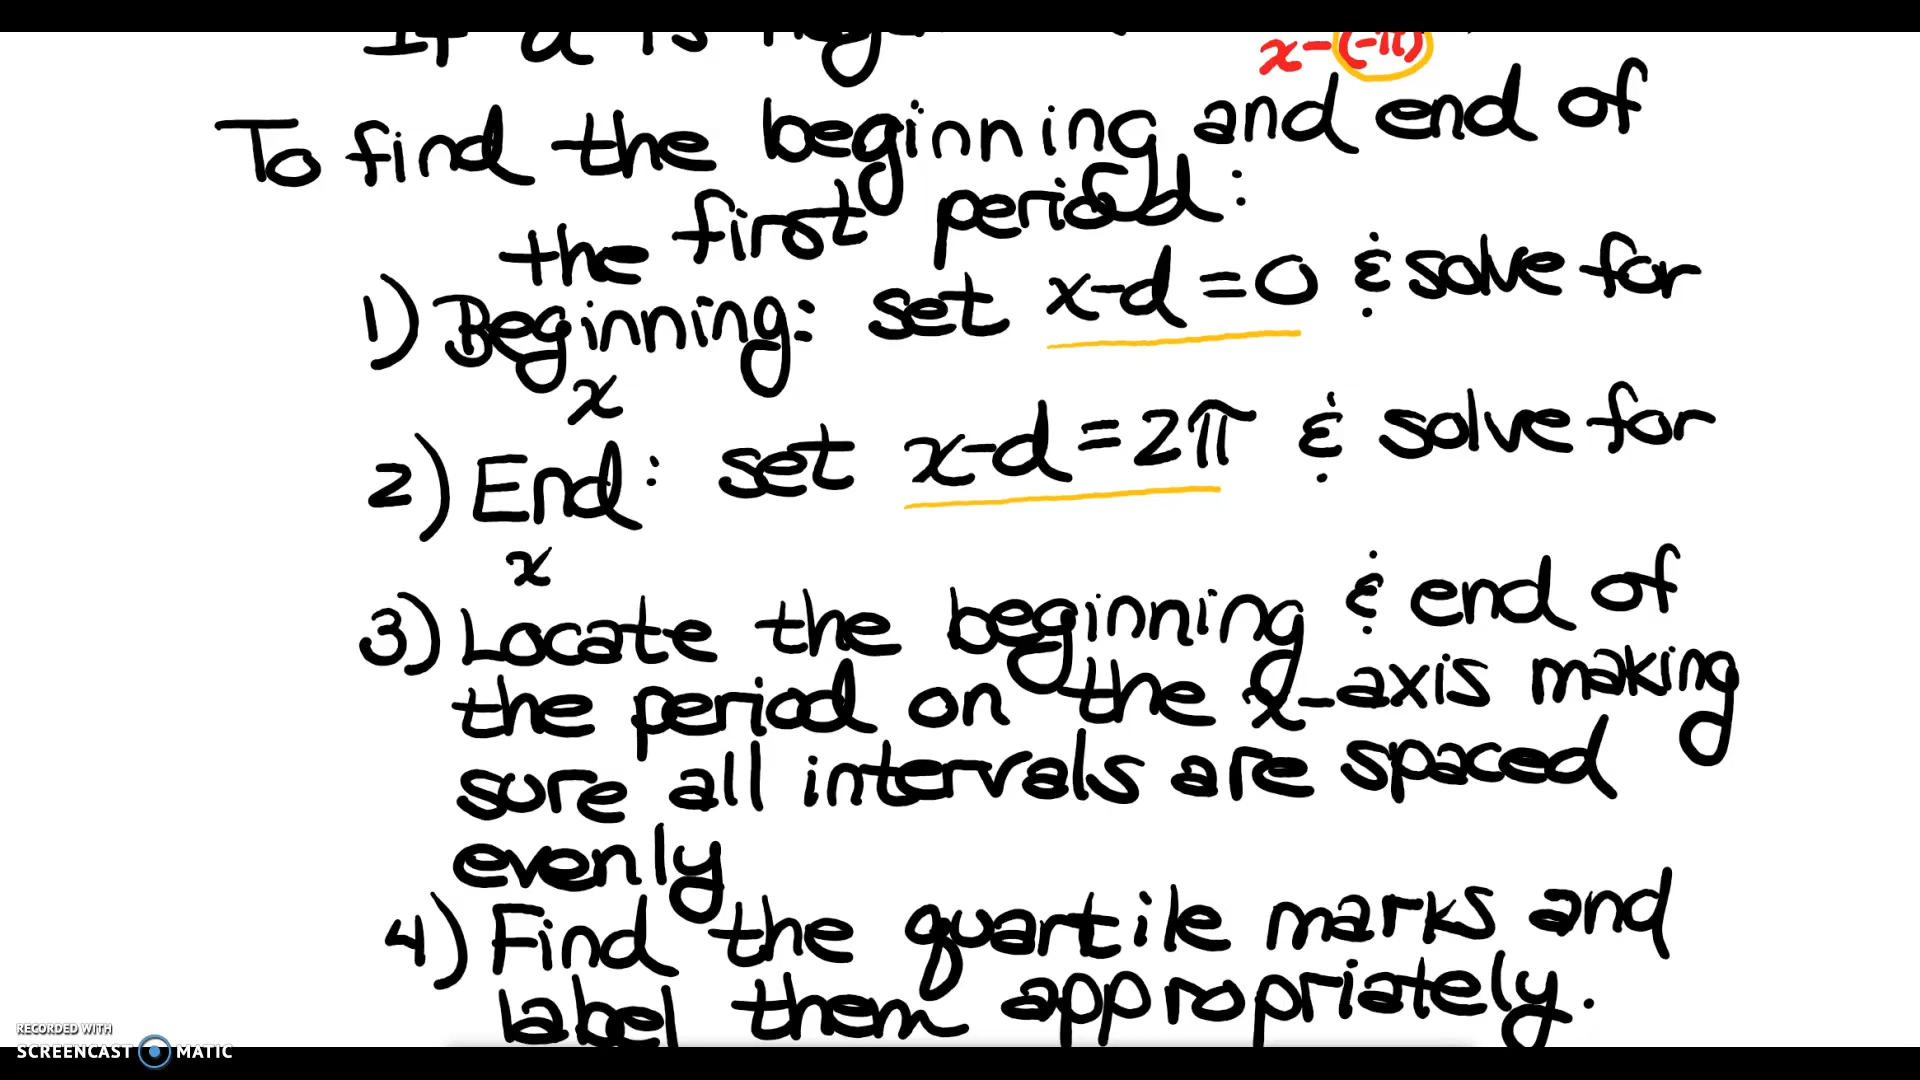 If d is
x-(-π)
To find the beginning and end of
the first period:
1) Beginning: set x-d=0 & solve for
x
2) End: set x-d=2π & solve for
x
3) Locate the beginning & end of
the period on the x-axis making
sure all intervals are spaced
evenly
4) Find the quartile marks and
label them appropriately.
RECORDED WITH
SCREENCAST MATIC